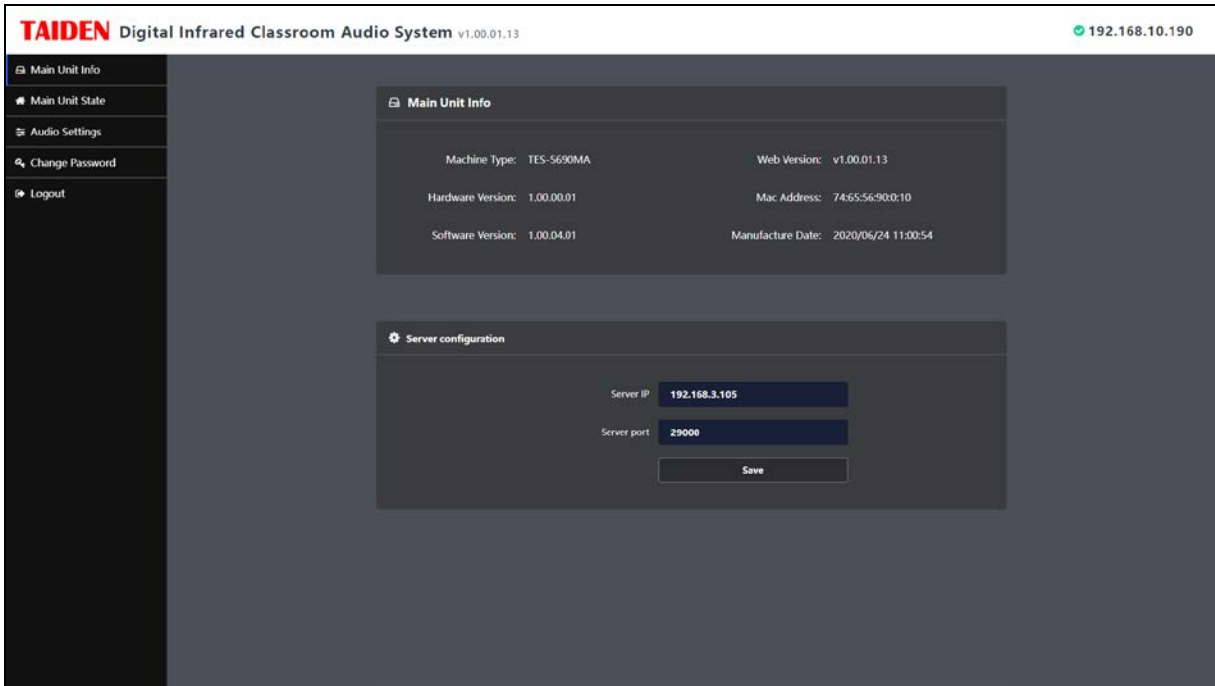 TAIDEN Digital Infrared Classroom Audio System v1.00.01.13
192.168.10.190
Main Unit Info
Main Unit State
Audio Settings
Change Password
Logout
Main Unit Info
Machine Type: TES-5690MA
Web Version: v1.00.01.13
Hardware Version: 1.00.00.01
Mac Address: 74:65:56:90:0:10
Software Version: 1.00.04.01
Manufacture Date: 2020/06/24 11:00:54
Server configuration
Server IP 192.168.3.105
Server port 29000
Save